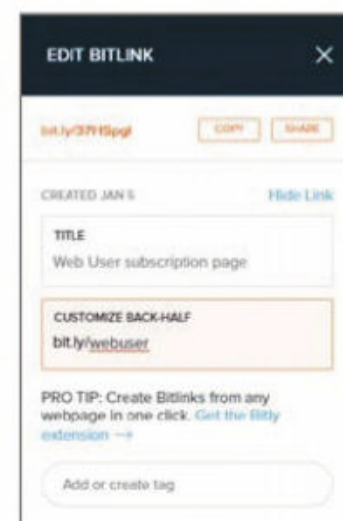 EDIT BITLINK
bit.ly/37HSpgl COPY SHARE
CREATED JAN 5 Hide Link
TITLE
Web User subscription page
CUSTOMIZE BACK-HALF
bit.ly/webuser
PRO TIP: Create Bitlinks from any
webpage in one click. Get the Bitly
extension →
Add or create tag